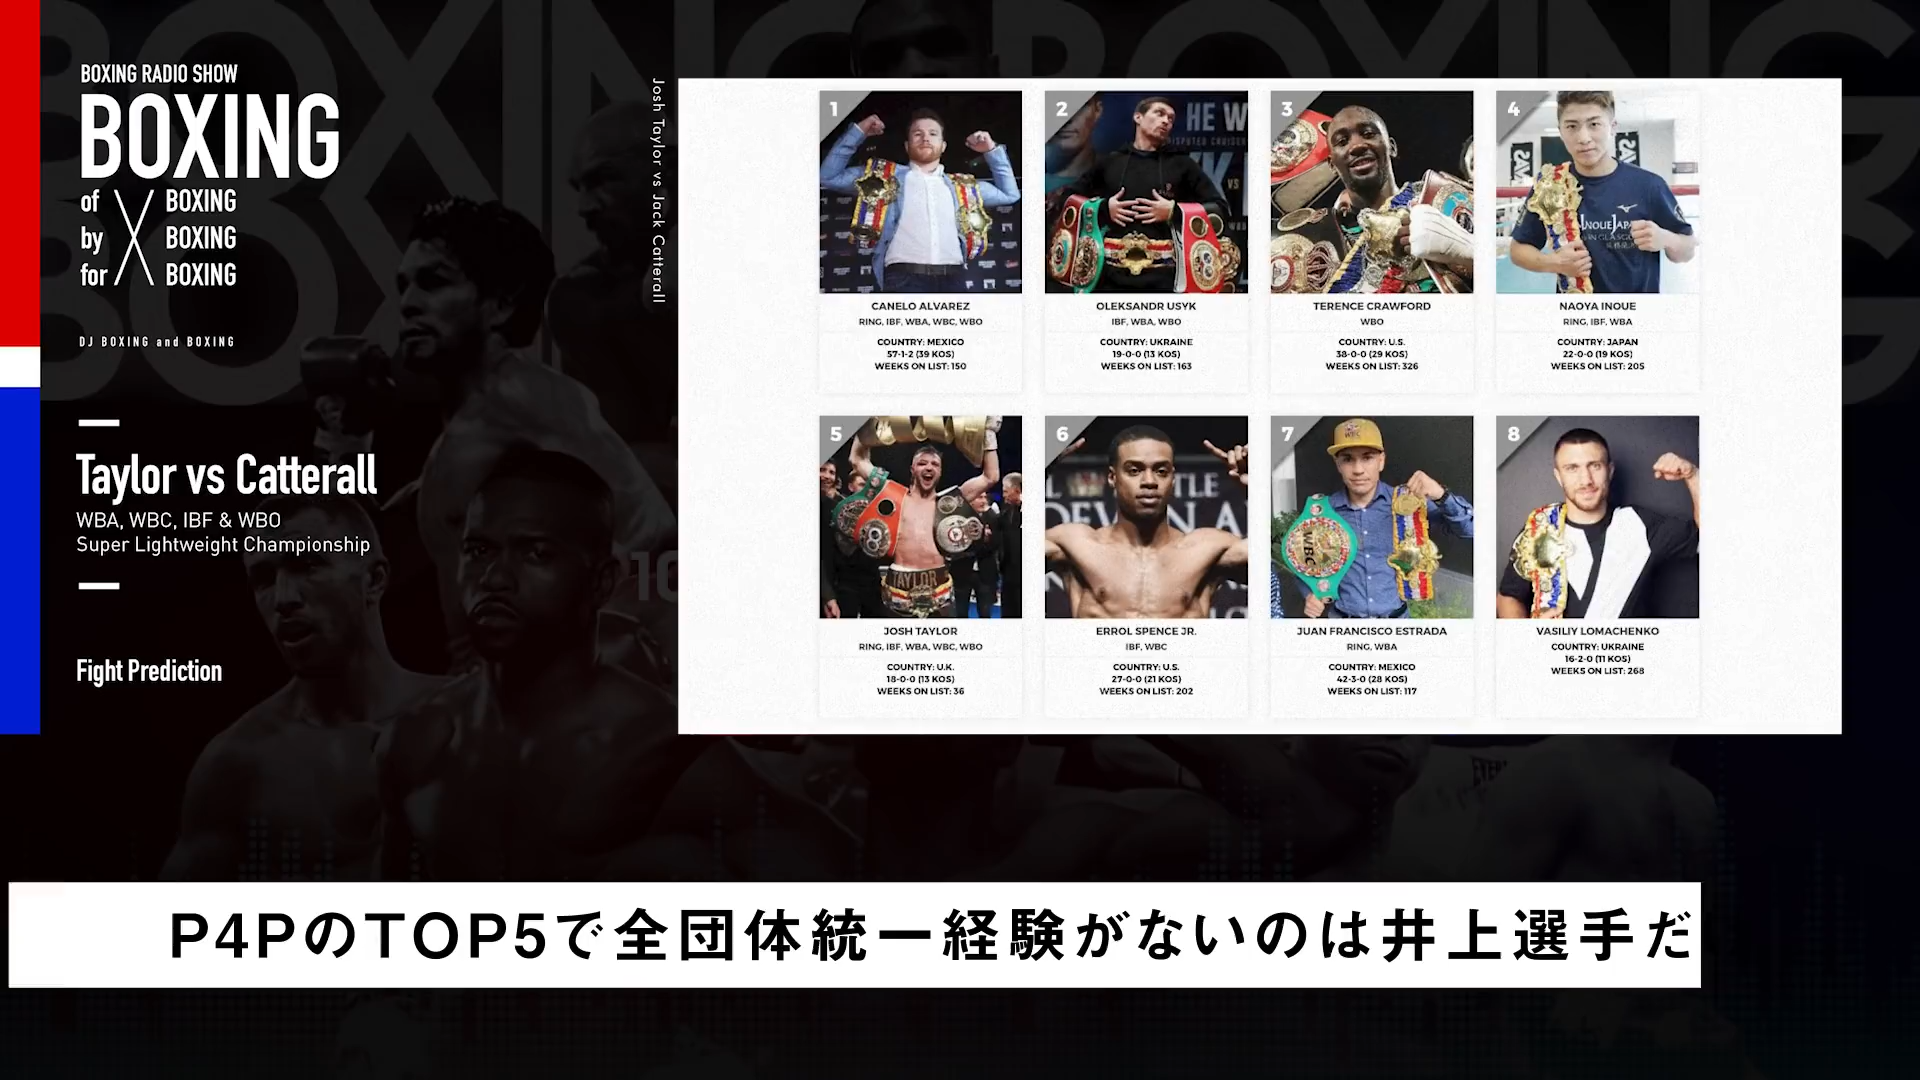 BOXING RADIO SHOW
BOXING
of BOXING
by BOXING
for BOXING
DJ BOXING and BOXING
Taylor vs Catterall
WBA, WBC, IBF & WBO
Super Lightweight Championship
Fight Prediction
Josh Taylor vs Jack Catterall
1
2
3
4
CANELO ALVAREZ
RING, IBF, WBA, WBC, WBO
COUNTRY: MEXICO
57-1-2 (39 KOS)
WEEKS ON LIST: 150
OLEKSANDR USYK
IBF, WBA, WBO
COUNTRY: UKRAINE
19-0-0 (13 KOS)
WEEKS ON LIST: 163
TERENCE CRAWFORD
WBO
COUNTRY: U.S.
38-0-0 (29 KOS)
WEEKS ON LIST: 326
NAOYA INOUE
RING, IBF, WBA
COUNTRY: JAPAN
22-0-0 (19 KOS)
WEEKS ON LIST: 205
5
6
7
8
JOSH TAYLOR
RING, IBF, WBA, WBC, WBO
COUNTRY: U.K.
18-0-0 (13 KOS)
WEEKS ON LIST: 36
ERROL SPENCE JR.
IBF, WBC
COUNTRY: U.S.
27-0-0 (21 KOS)
WEEKS ON LIST: 202
JUAN FRANCISCO ESTRADA
RING, WBA
COUNTRY: MEXICO
42-3-0 (28 KOS)
WEEKS ON LIST: 117
VASILIY LOMACHENKO
COUNTRY: UKRAINE
16-2-0 (11 KOS)
WEEKS ON LIST: 268
P4PのTOP5で全団体統一経験がないのは井上選手だ